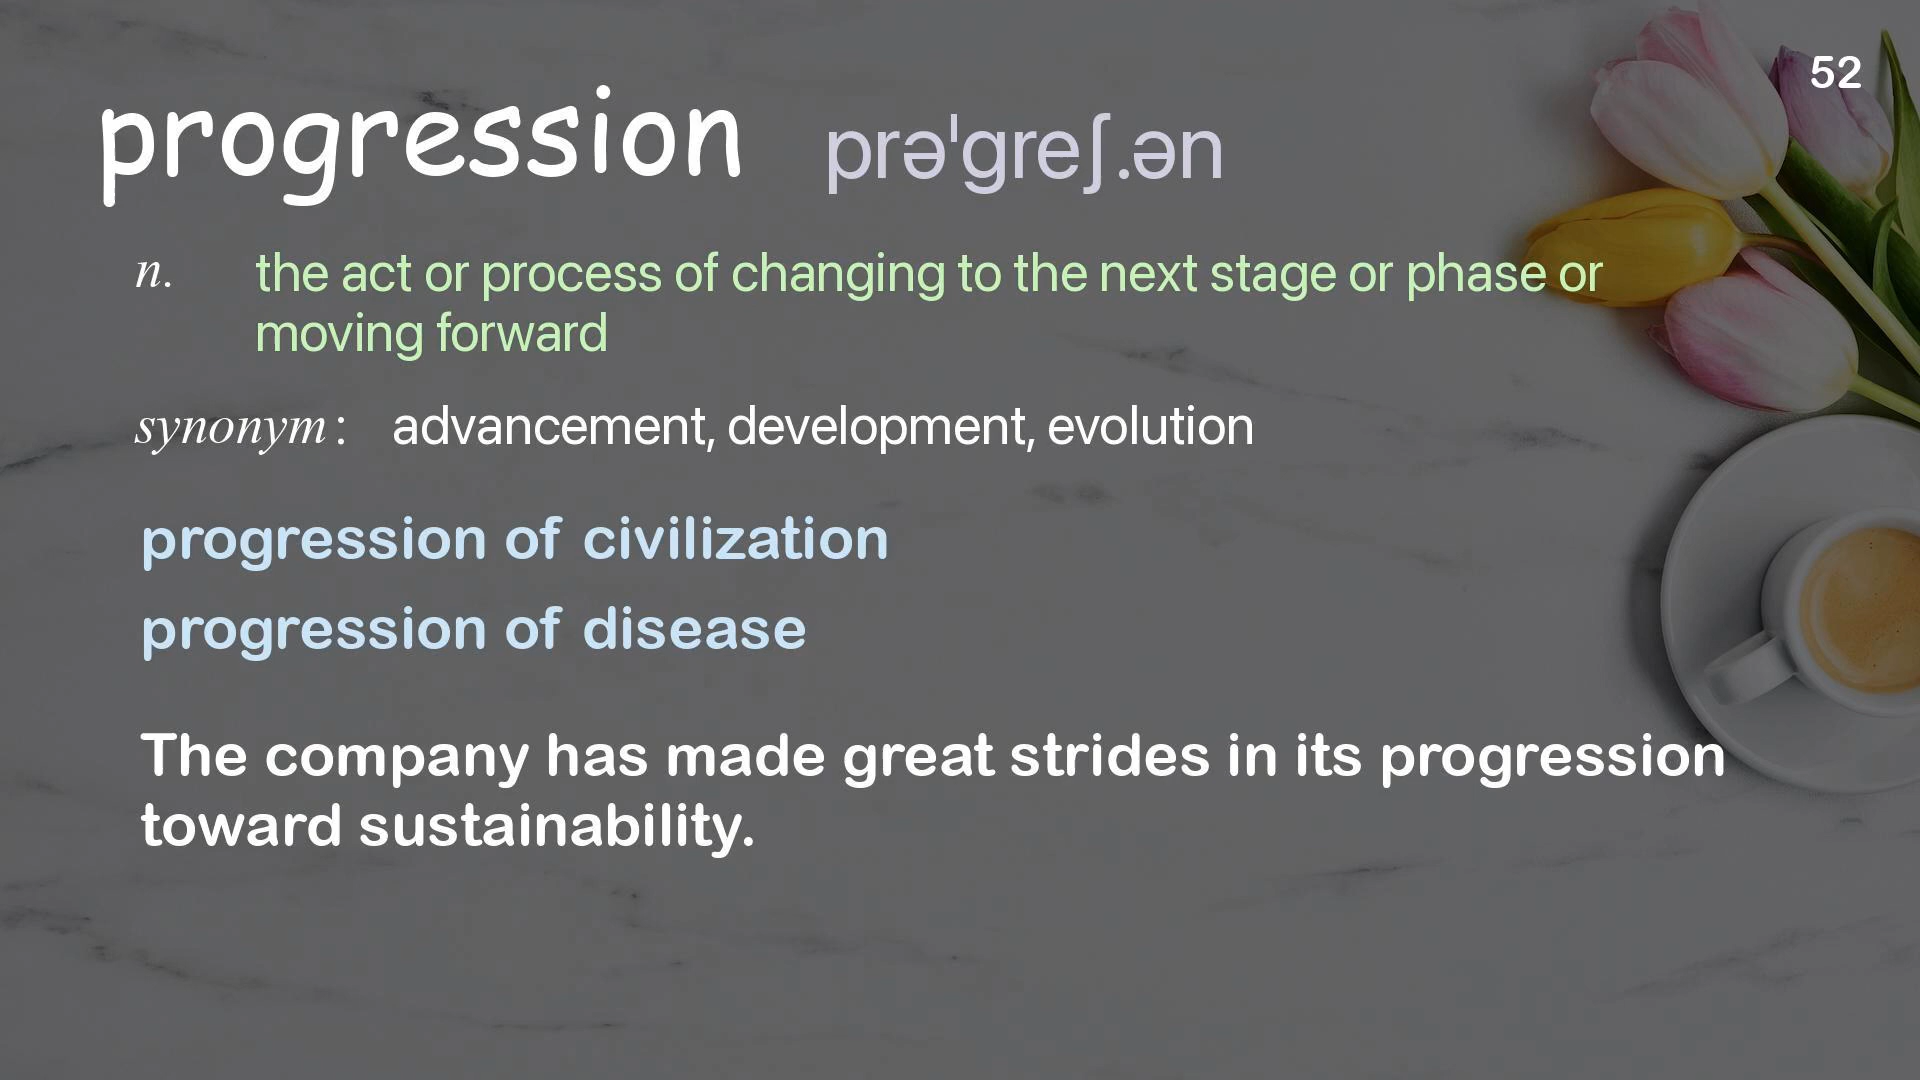 52
progression prəˈɡreʃ.ən
n. the act or process of changing to the next stage or phase or
moving forward
synonym: advancement, development, evolution
progression of civilization
progression of disease
The company has made great strides in its progression
toward sustainability.